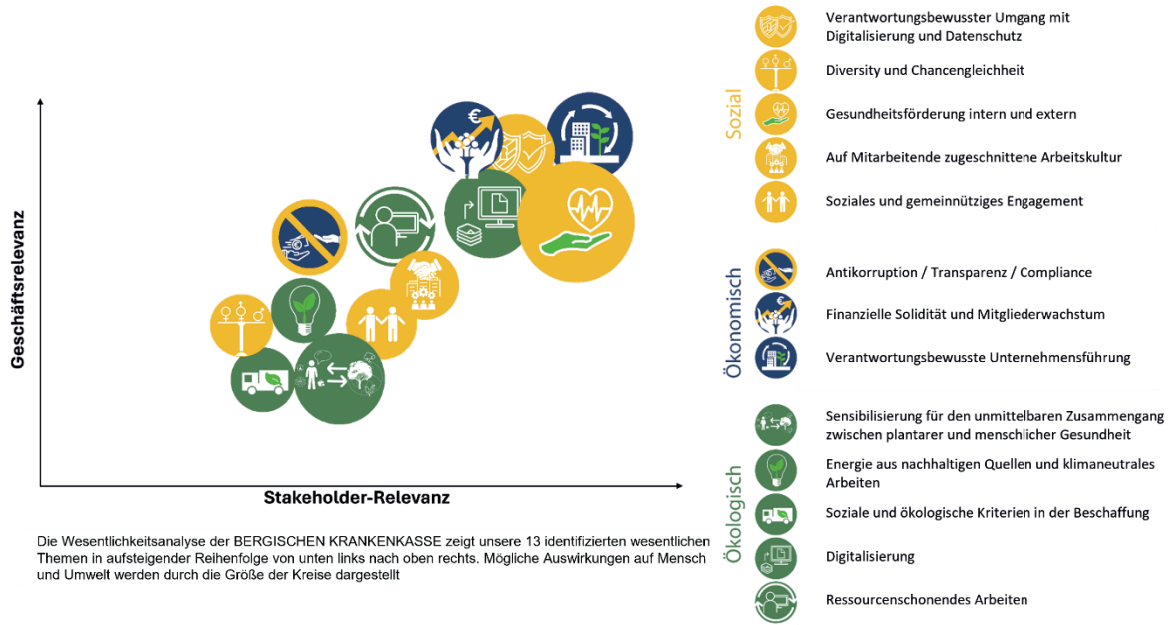 Geschäftsrelevanz
Stakeholder-Relevanz
Die Wesentlichkeitsanalyse der BERGISCHEN KRANKENKASSE zeigt unsere 13 identifizierten wesentlichen
Themen in aufsteigender Reihenfolge von unten links nach oben rechts. Mögliche Auswirkungen auf Mensch
und Umwelt werden durch die Größe der Kreise dargestellt
Sozial
Verantwortungsbewusster Umgang mit
Digitalisierung und Datenschutz
Diversity und Chancengleichheit
Gesundheitsförderung intern und extern
Auf Mitarbeitende zugeschnittene Arbeitskultur
Soziales und gemeinnütziges Engagement
Ökonomisch
Antikorruption / Transparenz / Compliance
Finanzielle Solidität und Mitgliederwachstum
Verantwortungsbewusste Unternehmensführung
Ökologisch
Sensibilisierung für den unmittelbaren Zusammengang
zwischen plantarer und menschlicher Gesundheit
Energie aus nachhaltigen Quellen und klimaneutrales
Arbeiten
Soziale und ökologische Kriterien in der Beschaffung
Digitalisierung
Ressourcenschonendes Arbeiten